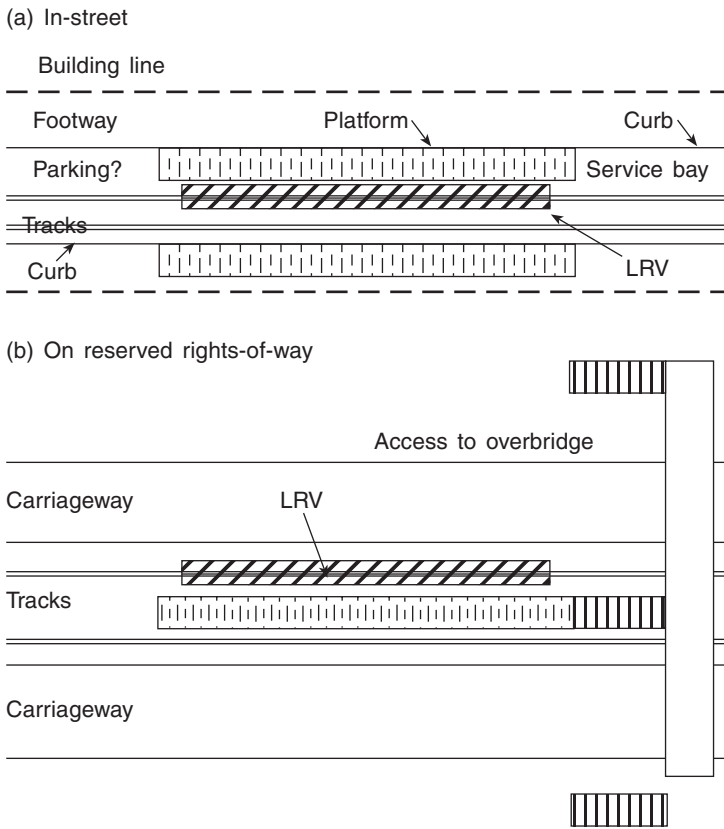 (a) In-street
Building line
Footway Platform Curb
Parking? Service bay
Tracks
Curb LRV
(b) On reserved rights-of-way
Access to overbridge
Carriageway LRV
Tracks
Carriageway